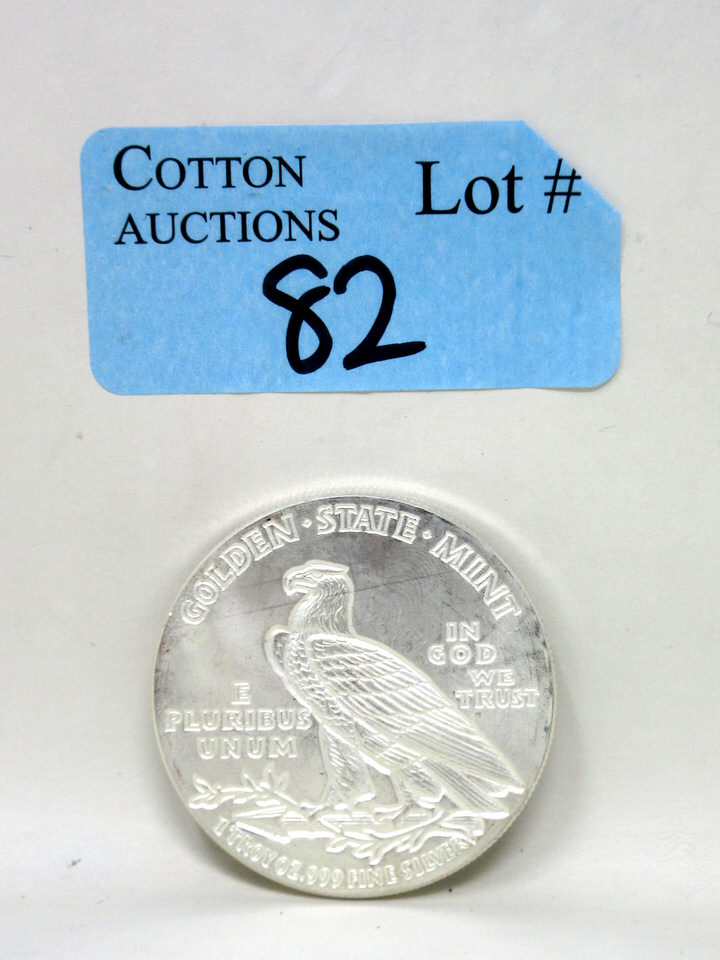 COTTON
AUCTIONS
Lot #
82
GOLDEN · STATE · MINT
IN
GOD
WE
TRUST
E
PLURIBUS
UNUM
1 TROY OZ. .999 FINE SILVER